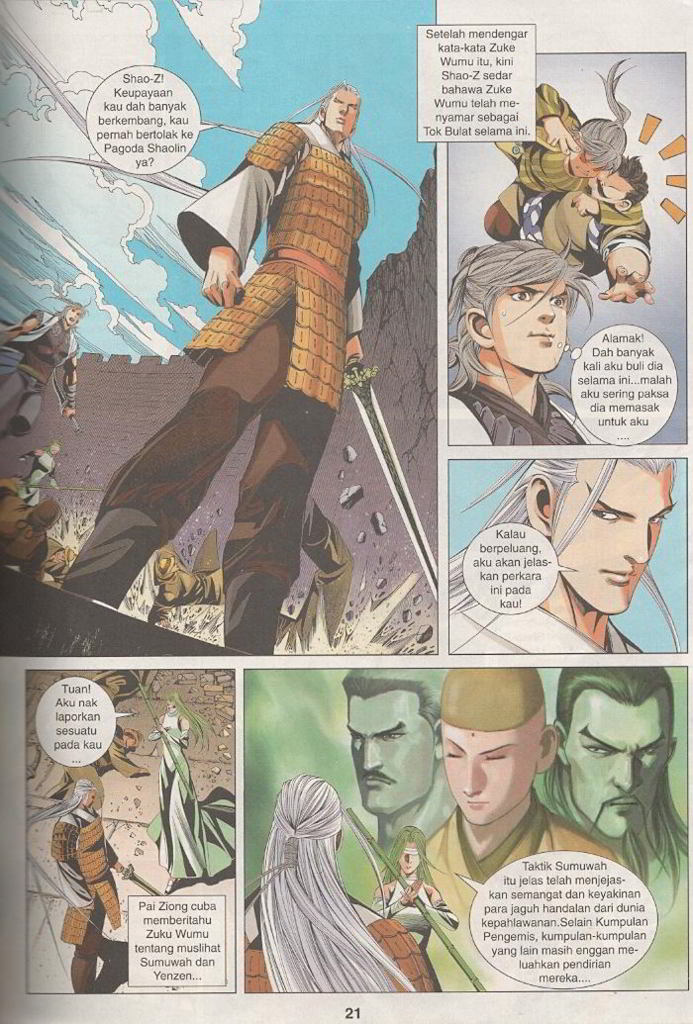 Shao-Z!
Keupayaan
kau dah banyak
berkembang, kau
pernah bertolak ke
Pagoda Shaolin
ya?
Setelah mendengar
kata-kata Zuke
Wumu itu, kini
Shao-Z sedar
bahawa Zuke
Wumu telah me-
nyamar sebagai
Tok Bulat selama ini.
Alamak!
Dah banyak
kali aku buli dia
selama ini...malah
aku sering paksa
dia memasak
untuk aku
....
Kalau
berpeluang,
aku akan jelas-
kan perkara
ini pada
kau!
Tuan!
Aku nak
laporkan
sesuatu
pada kau
...
Pai Ziong cuba
memberitahu
Zuku Wumu
tentang muslihat
Sumuwah dan
Yenzen...
Taktik Sumuwah
itu jelas telah menjejas-
kan semangat dan keyakinan
para jaguh handalan dari dunia
kepahlawanan.Selain Kumpulan
Pengemis, kumpulan-kumpulan
yang lain masih enggan me-
luahkan pendirian
mereka....
21